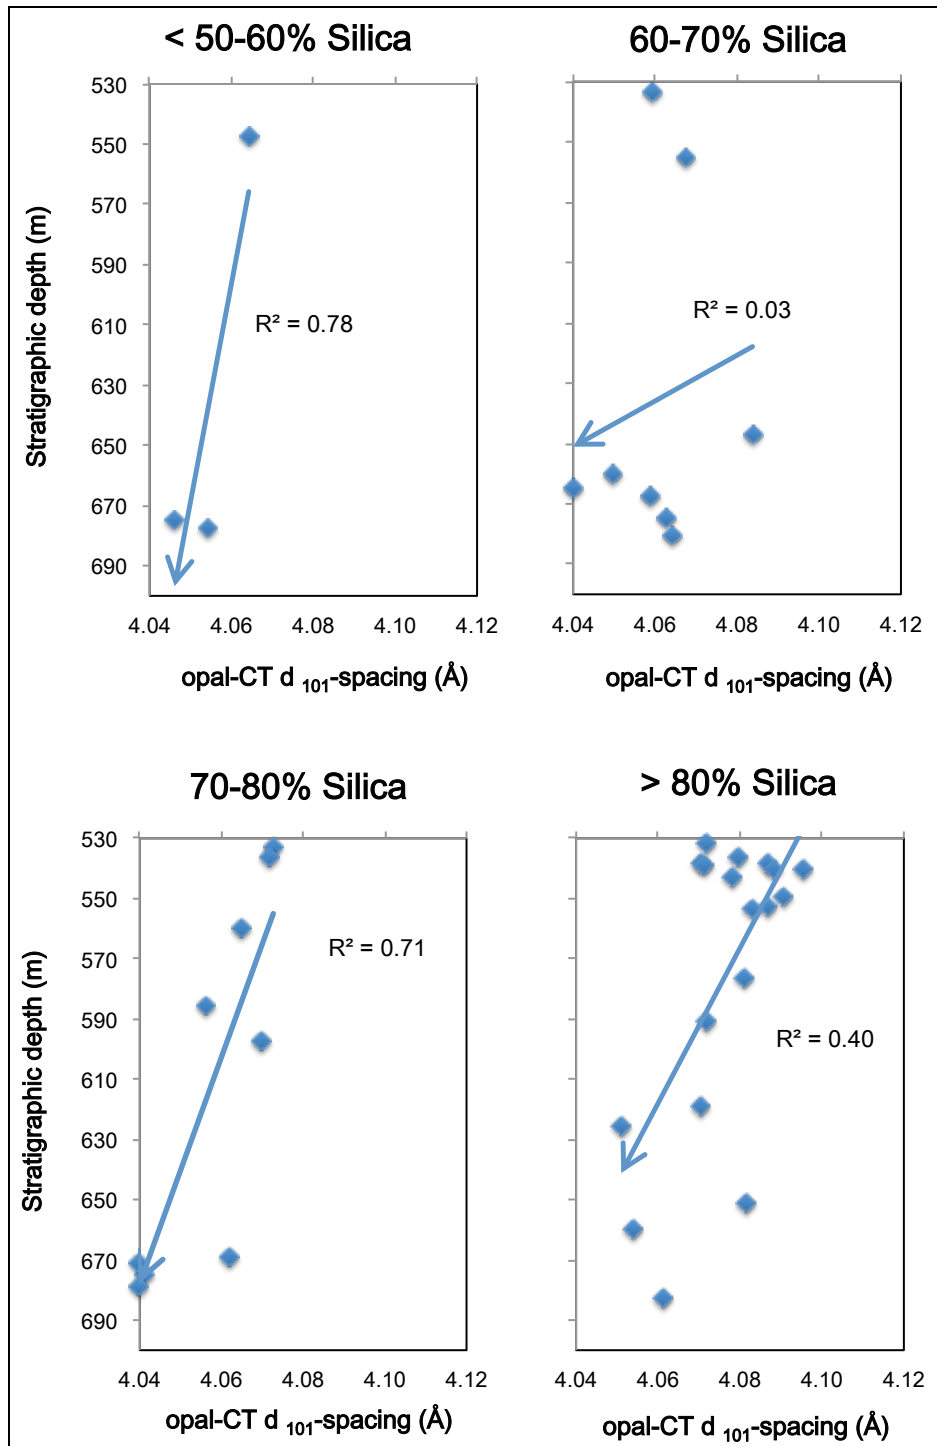 < 50-60% Silica
60-70% Silica
Stratigraphic depth (m)
530
550
570
590
610
630
650
670
690
R² = 0.78
R² = 0.03
4.04 4.06 4.08 4.10 4.12
4.04 4.06 4.08 4.10 4.12
opal-CT d 101-spacing (Å)
opal-CT d 101-spacing (Å)
70-80% Silica
> 80% Silica
Stratigraphic depth (m)
530
550
570
590
610
630
650
670
690
R² = 0.71
R² = 0.40
4.04 4.06 4.08 4.10 4.12
4.04 4.06 4.08 4.10 4.12
opal-CT d 101-spacing (Å)
opal-CT d 101-spacing (Å)